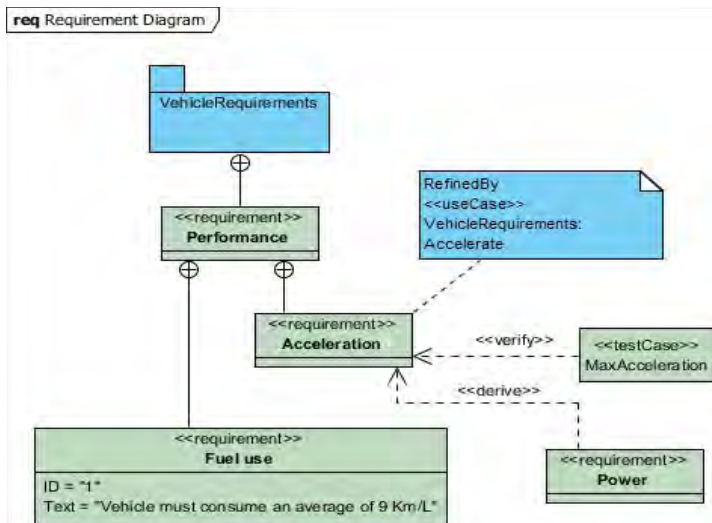 req Requirement Diagram
VehicleRequirements
RefinedBy
<<useCase>>
VehicleRequirements:
Accelerate
<<requirement>>
Performance
<<requirement>>
Acceleration
<<verify>>
<<testCase>>
MaxAcceleration
<<derive>>
<<requirement>>
Fuel use
ID = "1"
Text = "Vehicle must consume an average of 9 Km/L"
<<requirement>>
Power